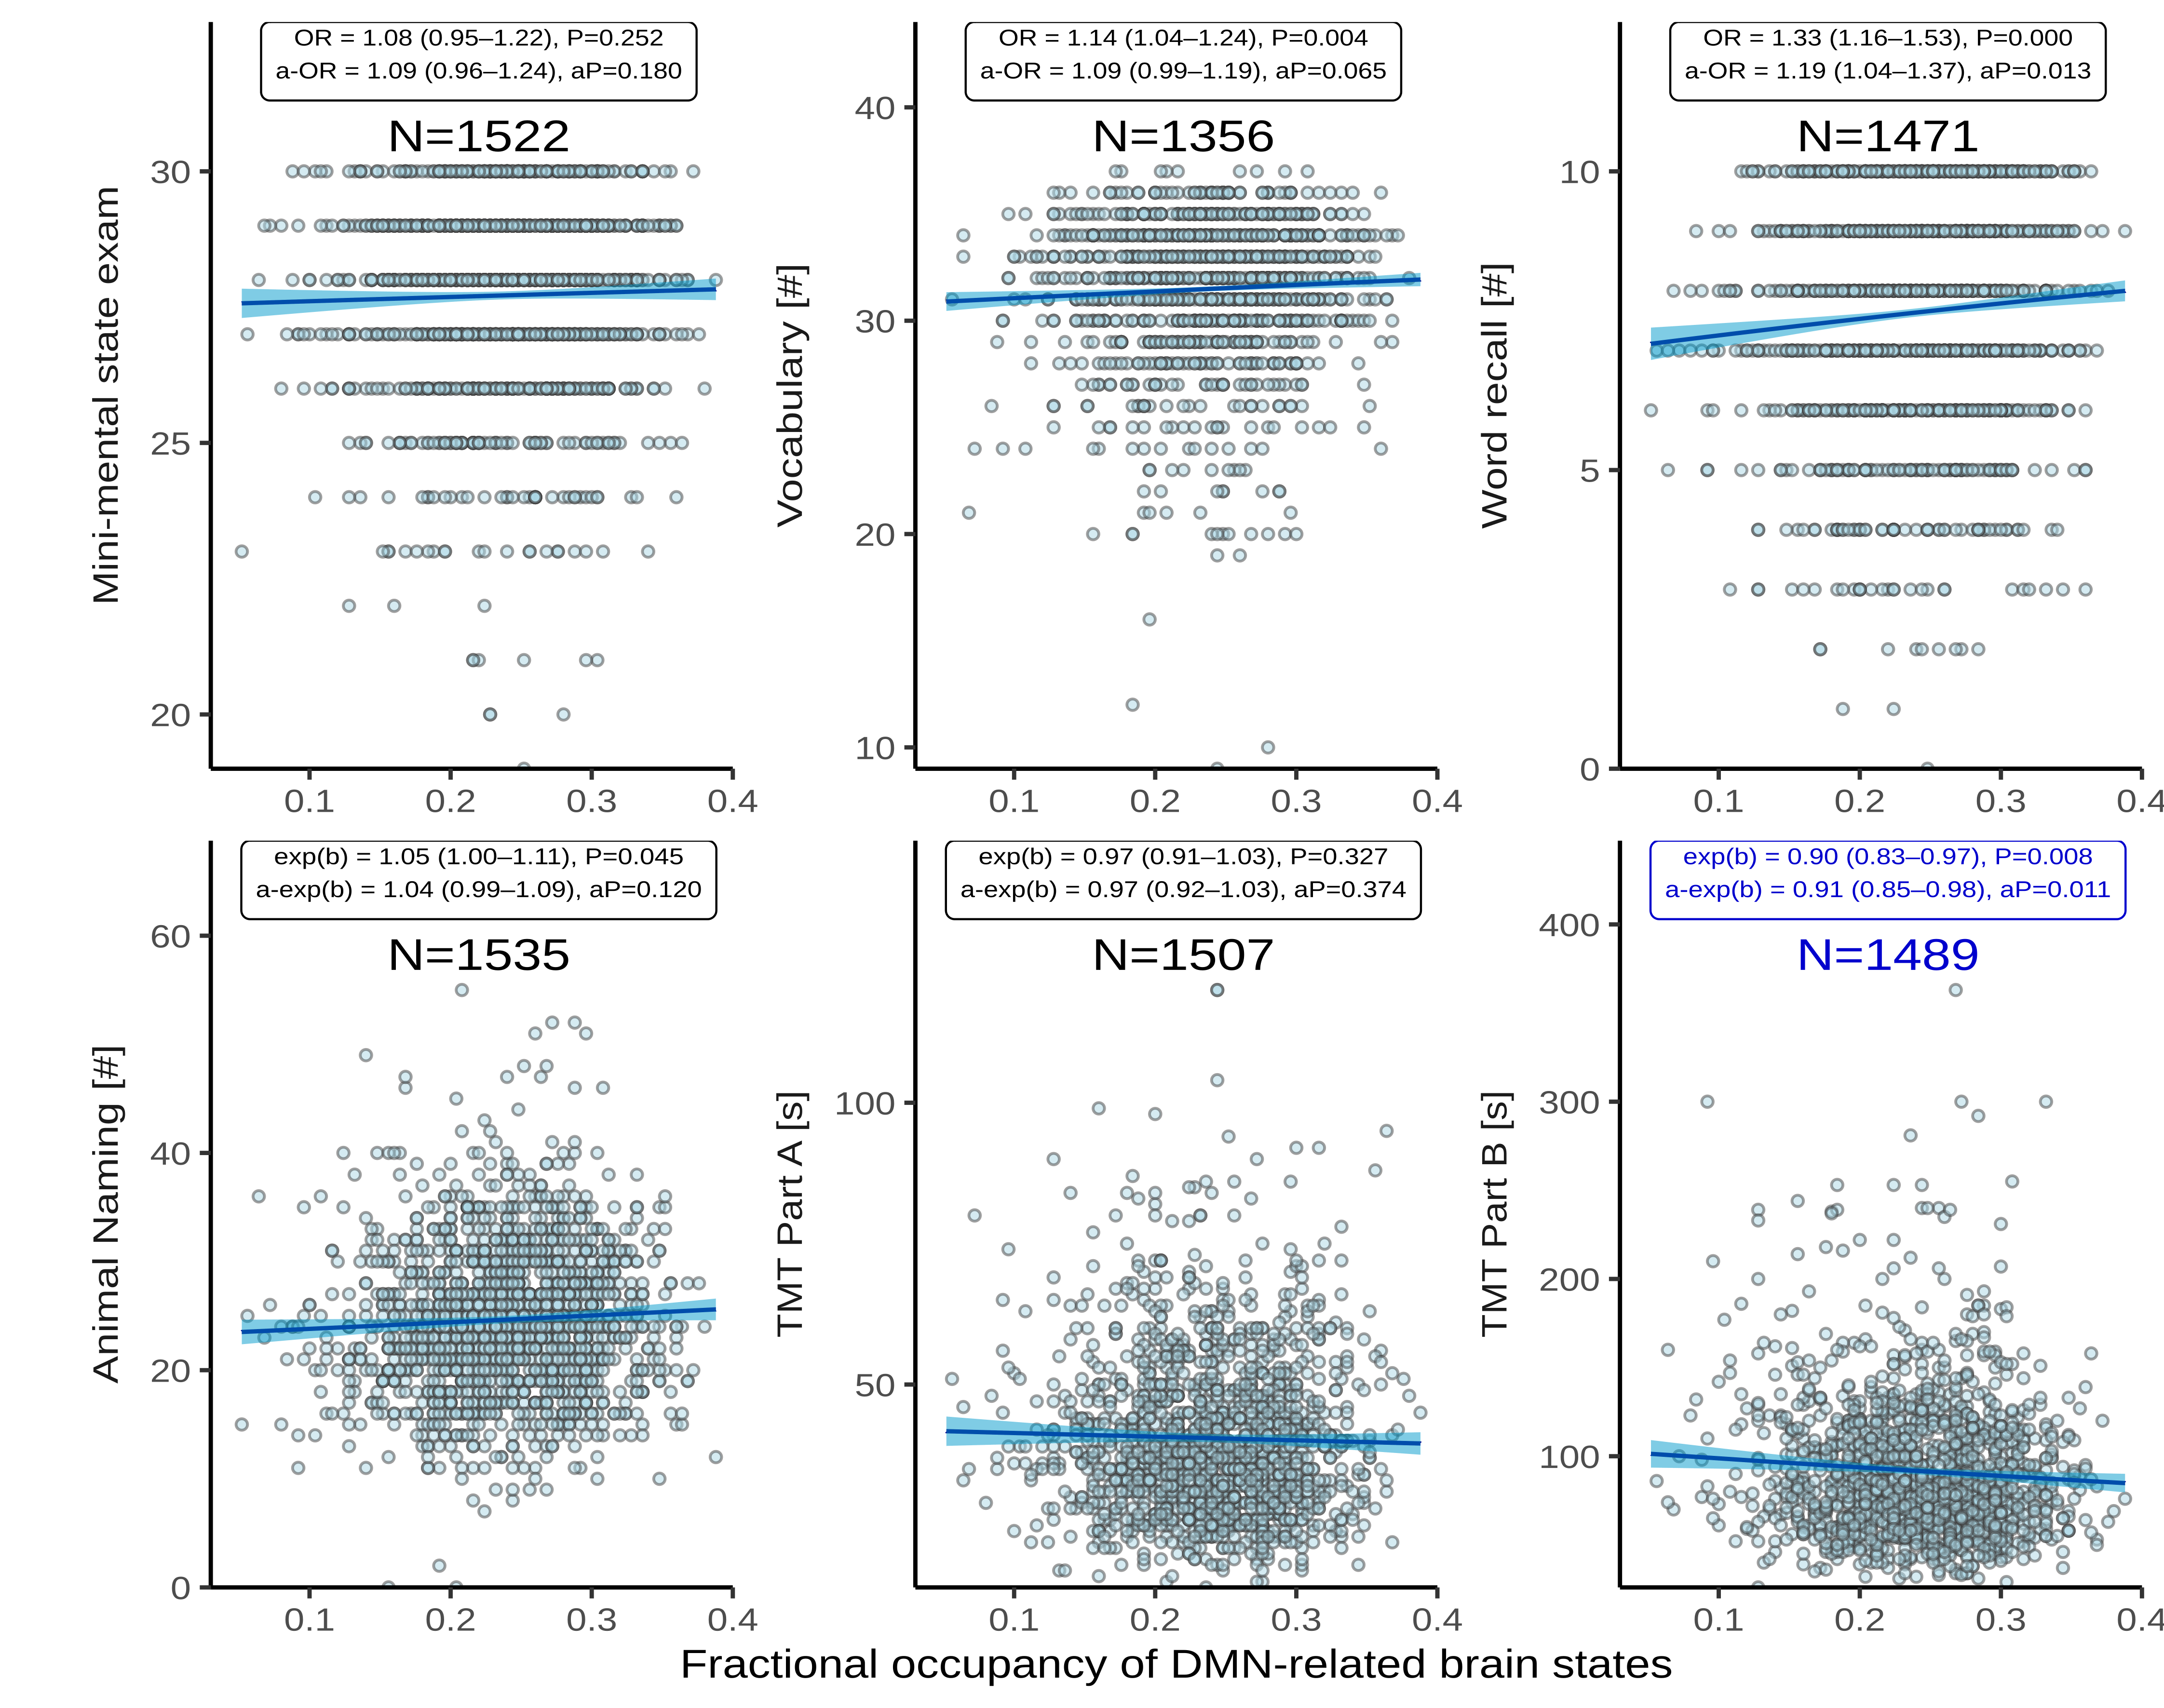 OR = 1.08 (0.95–1.22), P=0.252
a-OR = 1.09 (0.96–1.24), aP=0.180
N=1522
Mini-mental state exam
30
25
20
0.1 0.2 0.3 0.4
OR = 1.14 (1.04–1.24), P=0.004
a-OR = 1.09 (0.99–1.19), aP=0.065
N=1356
Vocabulary [#]
40
30
20
10
0.1 0.2 0.3 0.4
OR = 1.33 (1.16–1.53), P=0.000
a-OR = 1.19 (1.04–1.37), aP=0.013
N=1471
Word recall [#]
10
5
0
0.1 0.2 0.3 0.4
exp(b) = 1.05 (1.00–1.11), P=0.045
a-exp(b) = 1.04 (0.99–1.09), aP=0.120
N=1535
Animal Naming [#]
60
40
20
0
0.1 0.2 0.3 0.4
exp(b) = 0.97 (0.91–1.03), P=0.327
a-exp(b) = 0.97 (0.92–1.03), aP=0.374
N=1507
TMT Part A [s]
100
50
0.1 0.2 0.3 0.4
exp(b) = 0.90 (0.83–0.97), P=0.008
a-exp(b) = 0.91 (0.85–0.98), aP=0.011
N=1489
TMT Part B [s]
400
300
200
100
0.1 0.2 0.3 0.4
Fractional occupancy of DMN-related brain states